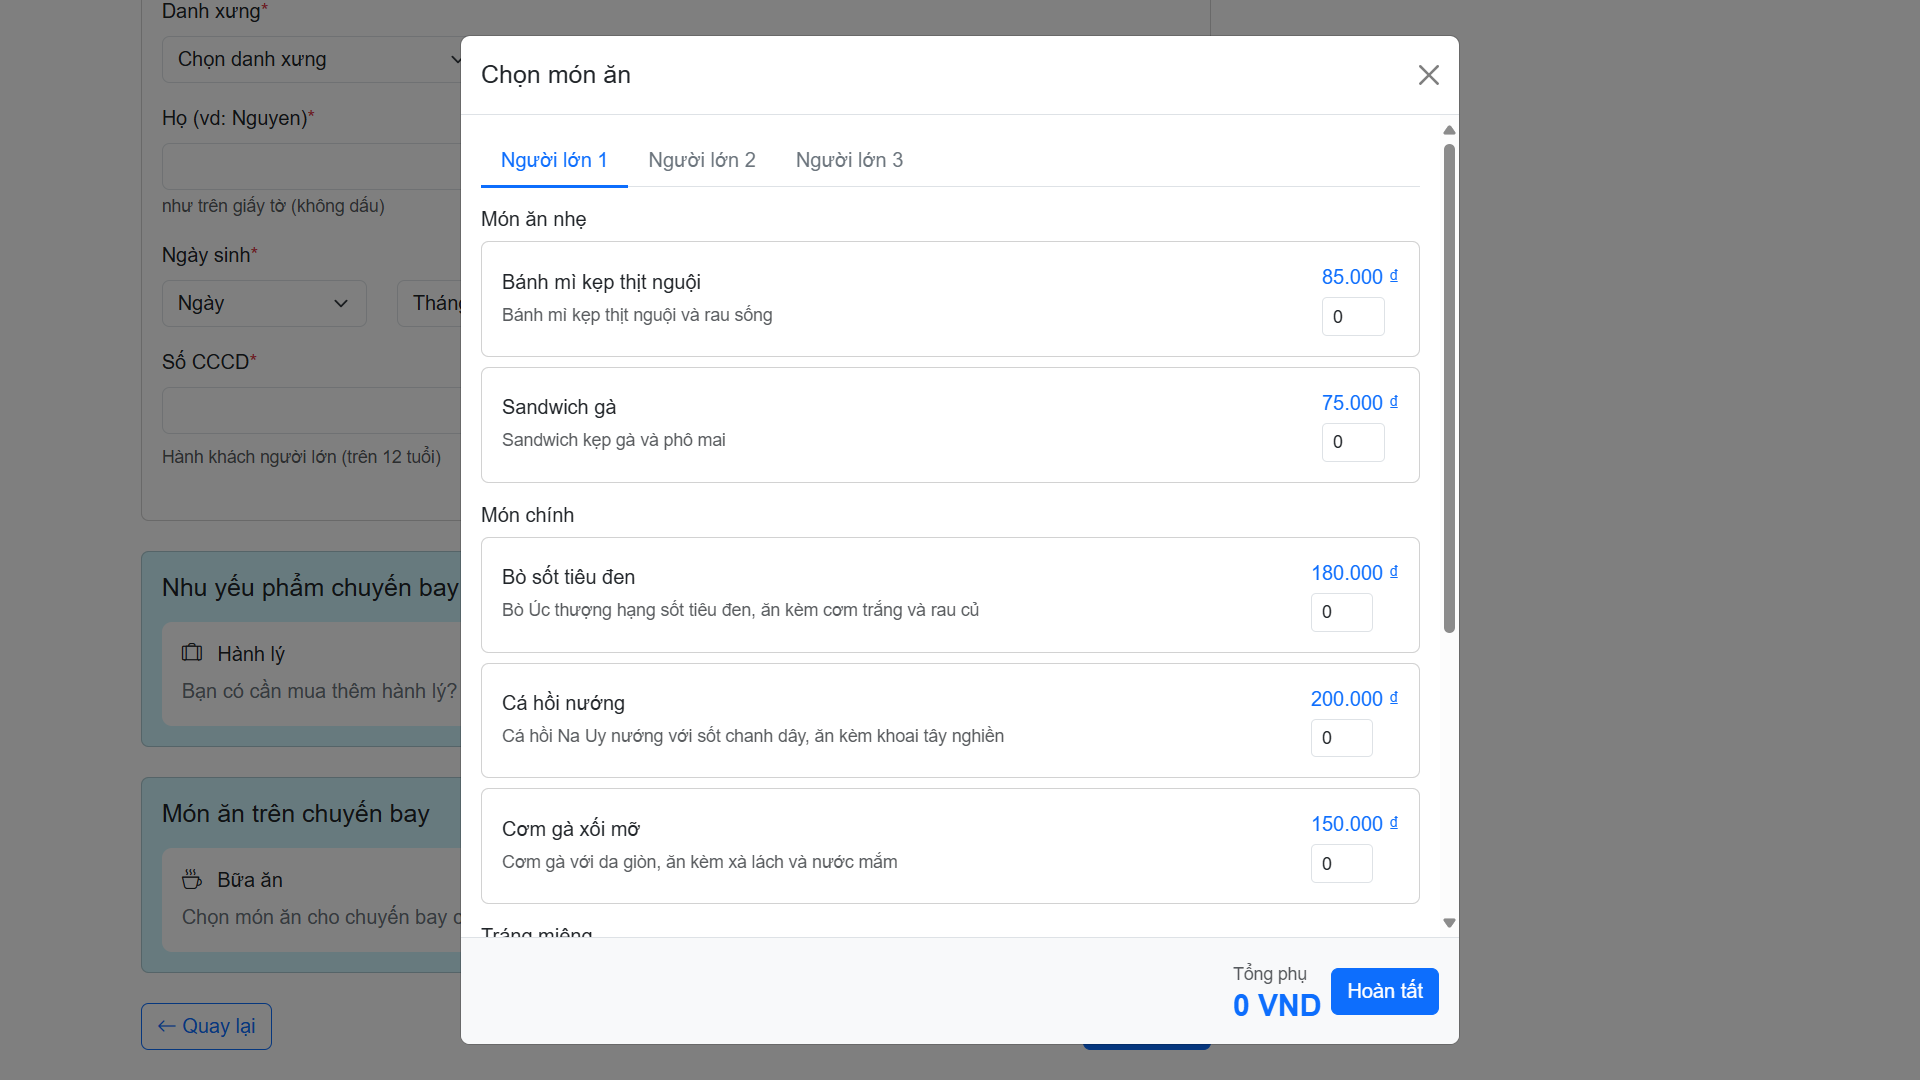 Danh xưng*
Chọn danh xưng
Họ (vd: Nguyen)*
như trên giấy tờ (không dấu)
Ngày sinh*
Ngày
Tháng
Số CCCD*
Hành khách người lớn (trên 12 tuổi)
Nhu yếu phẩm chuyến bay
Hành lý
Bạn có cần mua thêm hành lý?
Món ăn trên chuyến bay
Bữa ăn
Chọn món ăn cho chuyến bay
← Quay lại
Chọn món ăn
Người lớn 1
Người lớn 2
Người lớn 3
Món ăn nhẹ
Bánh mì kẹp thịt nguội
Bánh mì kẹp thịt nguội và rau sống
85.000 ₫
0
Sandwich gà
Sandwich kẹp gà và phô mai
75.000 ₫
0
Món chính
Bò sốt tiêu đen
Bò Úc thượng hạng sốt tiêu đen, ăn kèm cơm trắng và rau củ
180.000 ₫
0
Cá hồi nướng
Cá hồi Na Uy nướng với sốt chanh dây, ăn kèm khoai tây nghiền
200.000 ₫
0
Cơm gà xối mỡ
Cơm gà với da giòn, ăn kèm xà lách và nước mắm
150.000 ₫
0
Tráng miệng
Tổng phụ
0 VND
Hoàn tất